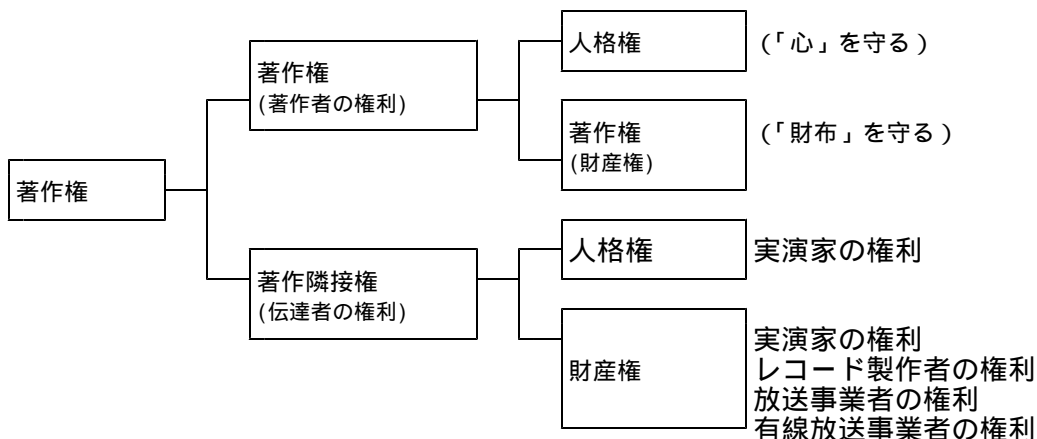 著作権
著作権
(著作者の権利)
人格権
(「心」を守る)
著作権
(財産権)
(「財布」を守る)
著作隣接権
(伝達者の権利)
人格権
実演家の権利
財産権
実演家の権利
レコード製作者の権利
放送事業者の権利
有線放送事業者の権利